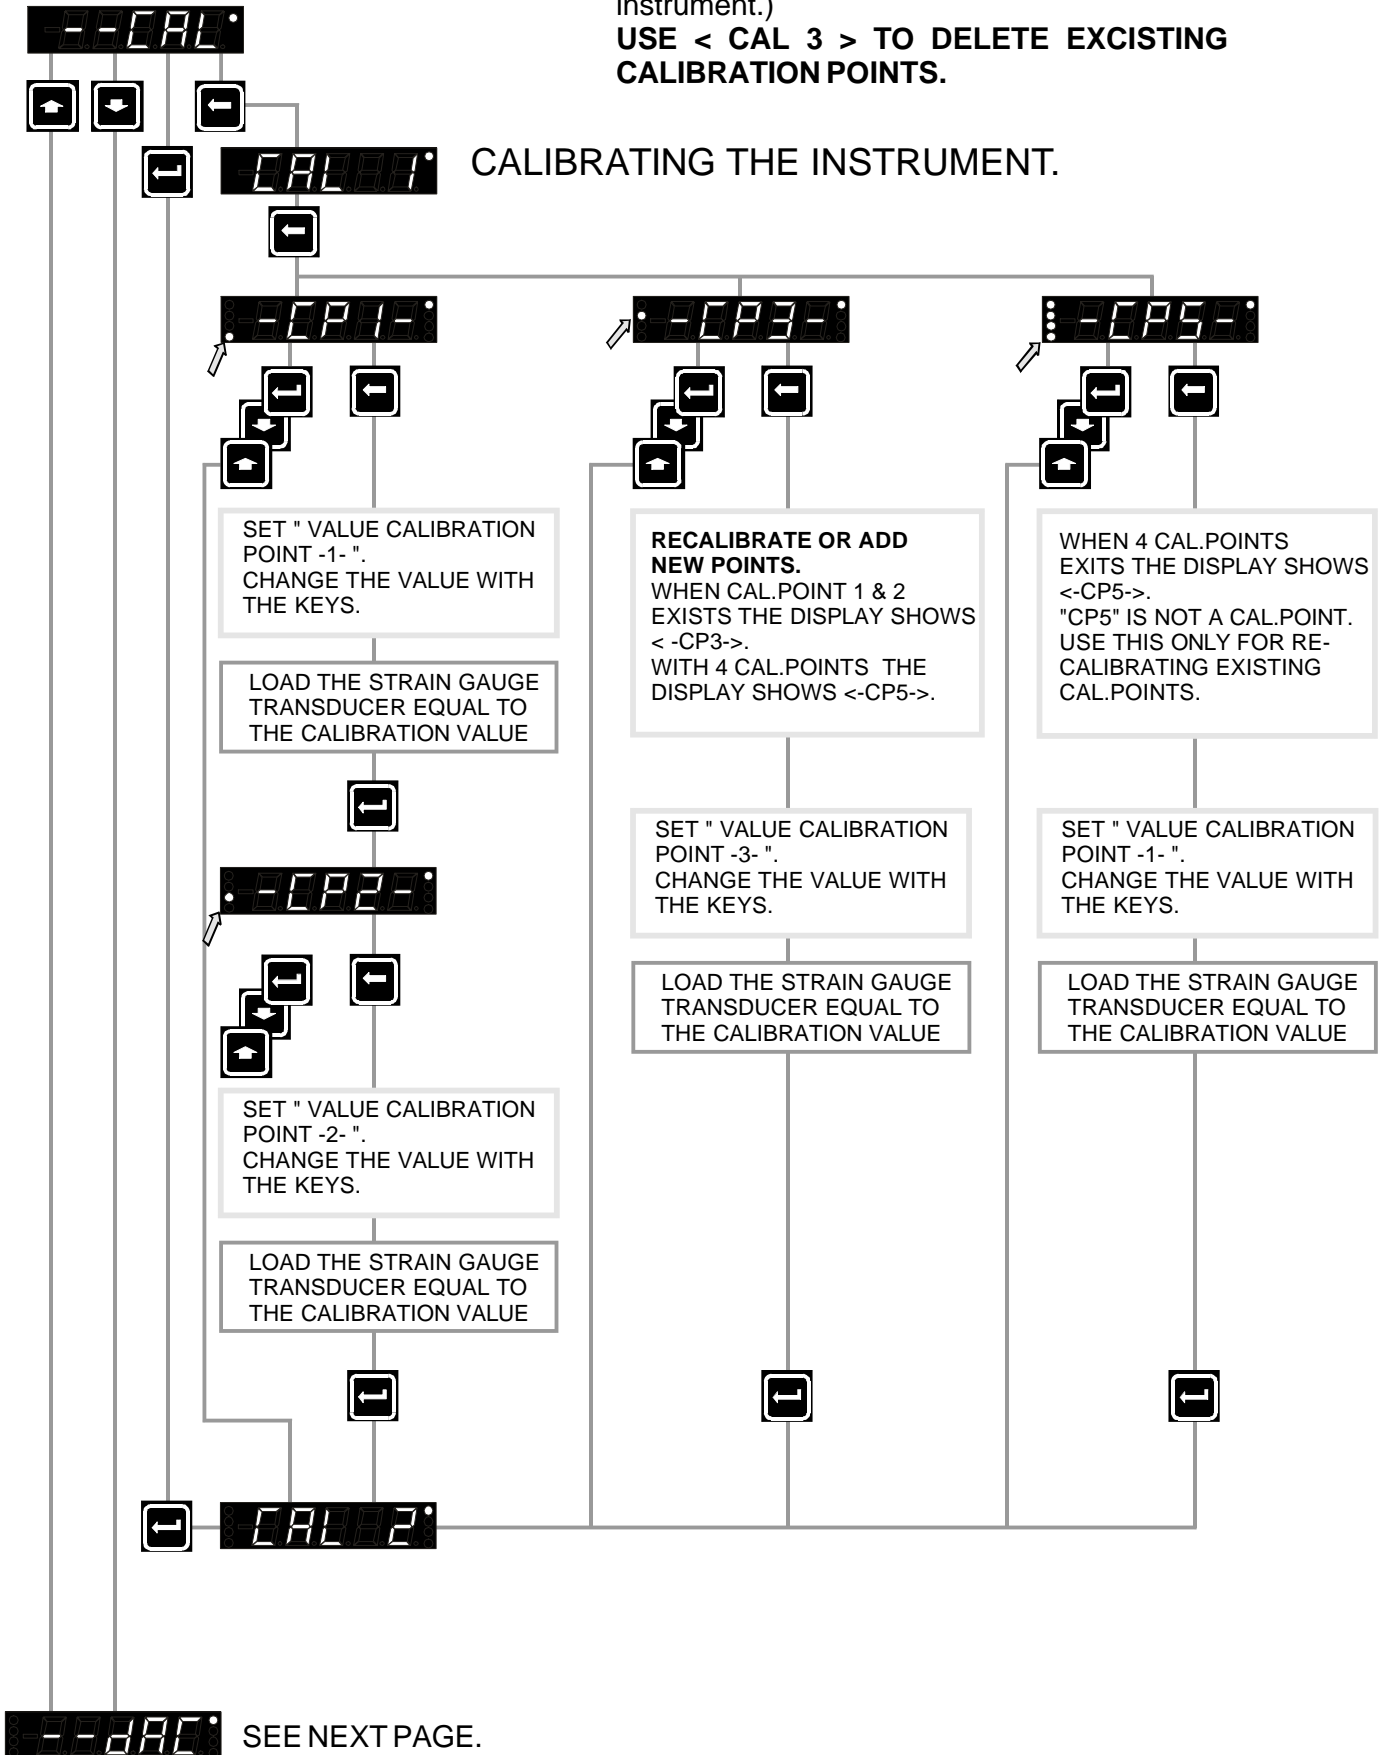 instrument.)
USE < CAL 3 > TO DELETE EXCISTING
CALIBRATION POINTS.
--CAL
CAL 1
CALIBRATING THE INSTRUMENT.
-CP1-
SET " VALUE CALIBRATION
POINT -1- ".
CHANGE THE VALUE WITH
THE KEYS.
LOAD THE STRAIN GAUGE
TRANSDUCER EQUAL TO
THE CALIBRATION VALUE
-CP2-
SET " VALUE CALIBRATION
POINT -2- ".
CHANGE THE VALUE WITH
THE KEYS.
LOAD THE STRAIN GAUGE
TRANSDUCER EQUAL TO
THE CALIBRATION VALUE
-CP3-
RECALIBRATE OR ADD
NEW POINTS.
WHEN CAL.POINT 1 & 2
EXISTS THE DISPLAY SHOWS
< -CP3->.
WITH 4 CAL.POINTS THE
DISPLAY SHOWS <-CP5->.
SET " VALUE CALIBRATION
POINT -3- ".
CHANGE THE VALUE WITH
THE KEYS.
LOAD THE STRAIN GAUGE
TRANSDUCER EQUAL TO
THE CALIBRATION VALUE
-CP5-
WHEN 4 CAL.POINTS
EXITS THE DISPLAY SHOWS
<-CP5->.
"CP5" IS NOT A CAL.POINT.
USE THIS ONLY FOR RE-
CALIBRATING EXISTING
CAL.POINTS.
SET " VALUE CALIBRATION
POINT -1- ".
CHANGE THE VALUE WITH
THE KEYS.
LOAD THE STRAIN GAUGE
TRANSDUCER EQUAL TO
THE CALIBRATION VALUE
CAL 2
--dAC
SEE NEXT PAGE.